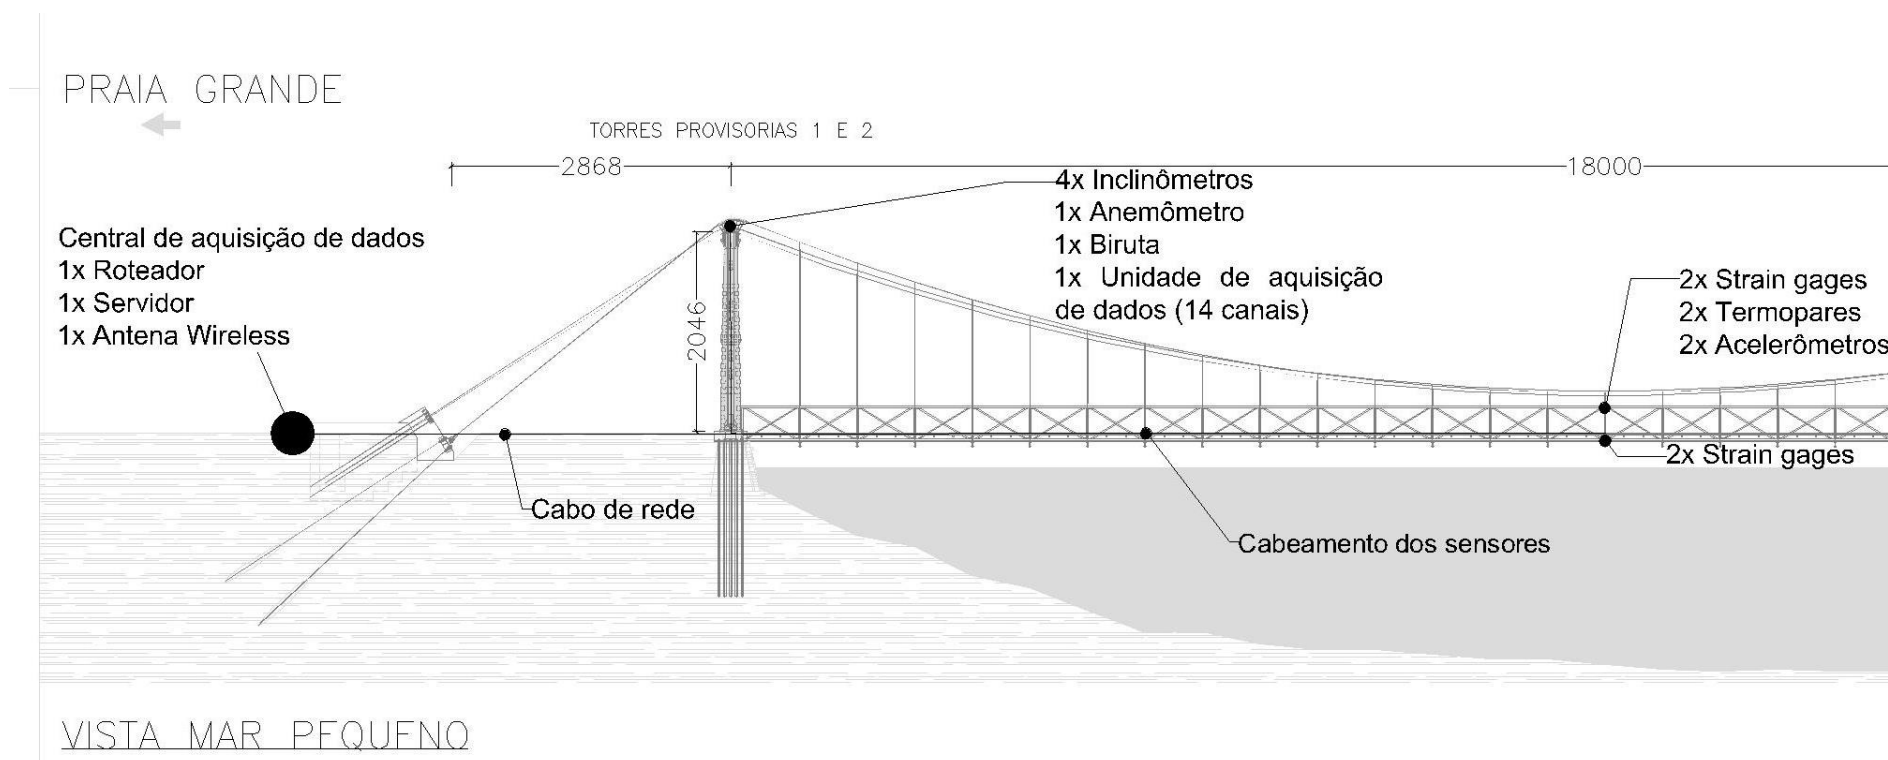 PRAIA GRANDE
TORRES PROVISORIAS 1 E 2
2868
18000
4x Inclinômetros
1x Anemômetro
1x Biruta
1x Unidade de aquisição
de dados (14 canais)
Central de aquisição de dados
1x Roteador
1x Servidor
1x Antena Wireless
2046
2x Strain gages
2x Termopares
2x Acelerômetros
2x Strain gages
Cabo de rede
Cabeamento dos sensores
VISTA MAR PEQUENO